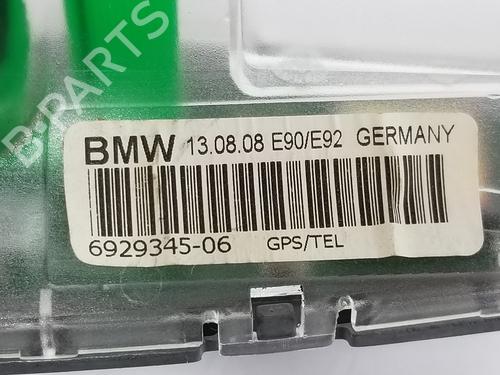 B-PARTS
BMW 13.08.08 E90/E92 GERMANY
6929345-06 GPS/TEL